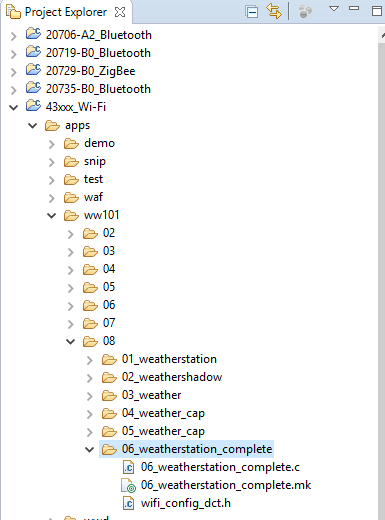 Project Explorer
20706-A2_Bluetooth
20719-B0_Bluetooth
20729-B0_ZigBee
20735-B0_Bluetooth
43xxx_Wi-Fi
apps
demo
snip
test
waf
ww101
02
03
04
05
06
07
08
01_weatherstation
02_weathershadow
03_weather
04_weather_cap
05_weather_cap
06_weatherstation_complete
06_weatherstation_complete.c
06_weatherstation_complete.mk
wifi_config_dct.h